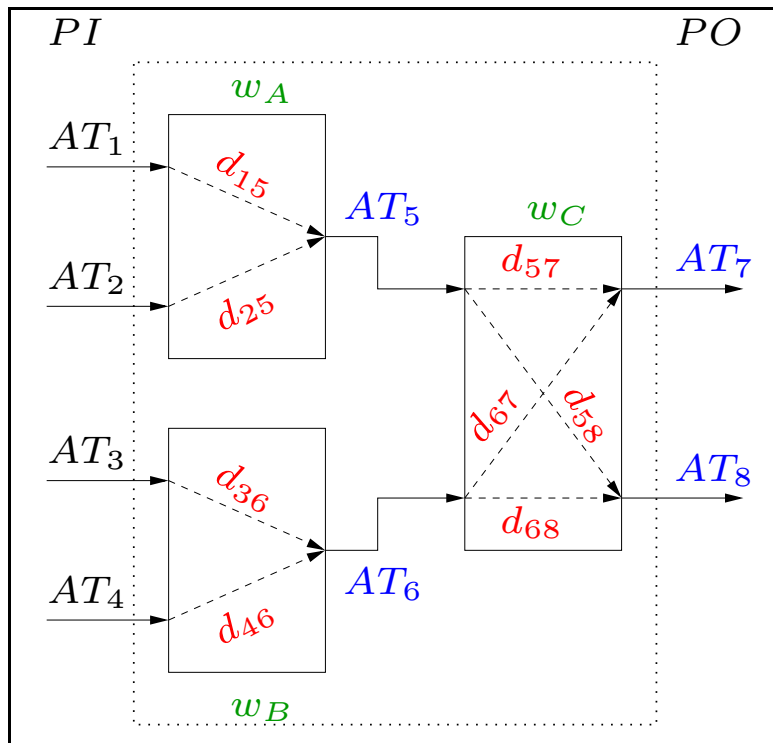 PI
PO
w_A
AT_1
d_15
AT_5
w_C
AT_2
d_25
d_57
AT_7
AT_3
d_36
d_67
d_58
AT_8
d_68
AT_4
d_46
AT_6
w_B